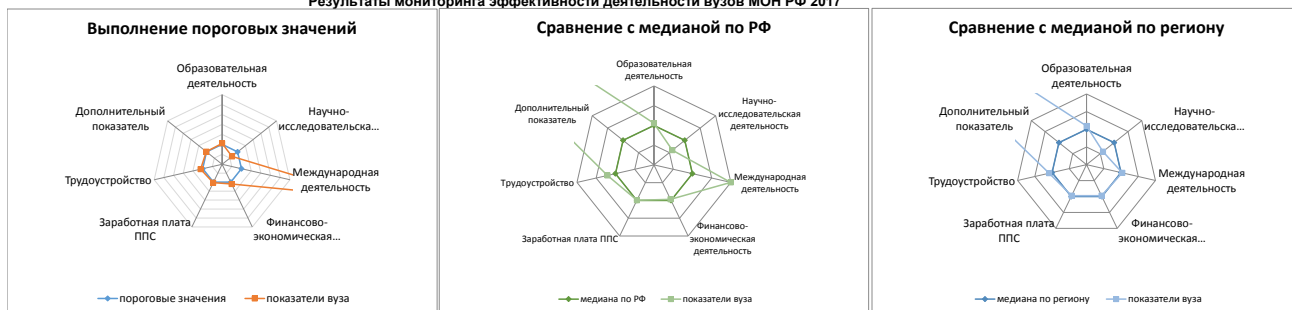 Результаты мониторинга эффективности деятельности вузов МОН РФ 2017
Выполнение пороговых значений
Образовательная
деятельность
Научно-
исследовательска...
Международная
деятельность
Финансово-
экономическая...
Заработная плата
ППС
Трудоустройство
Дополнительный
показатель
пороговые значения
показатели вуза
Сравнение с медианой по РФ
Образовательная
деятельность
Научно-
исследовательская
деятельность
Международная
деятельность
Финансово-
экономическая
деятельность
Заработная плата ППС
Трудоустройство
Дополнительный
показатель
медиана по РФ
показатели вуза
Сравнение с медианой по региону
Образовательная
деятельность
Научно-
исследовательска...
Международная
деятельность
Финансово-
экономическая...
Заработная плата
ППС
Трудоустройство
Дополнительный
показатель
медиана по региону
показатели вуза